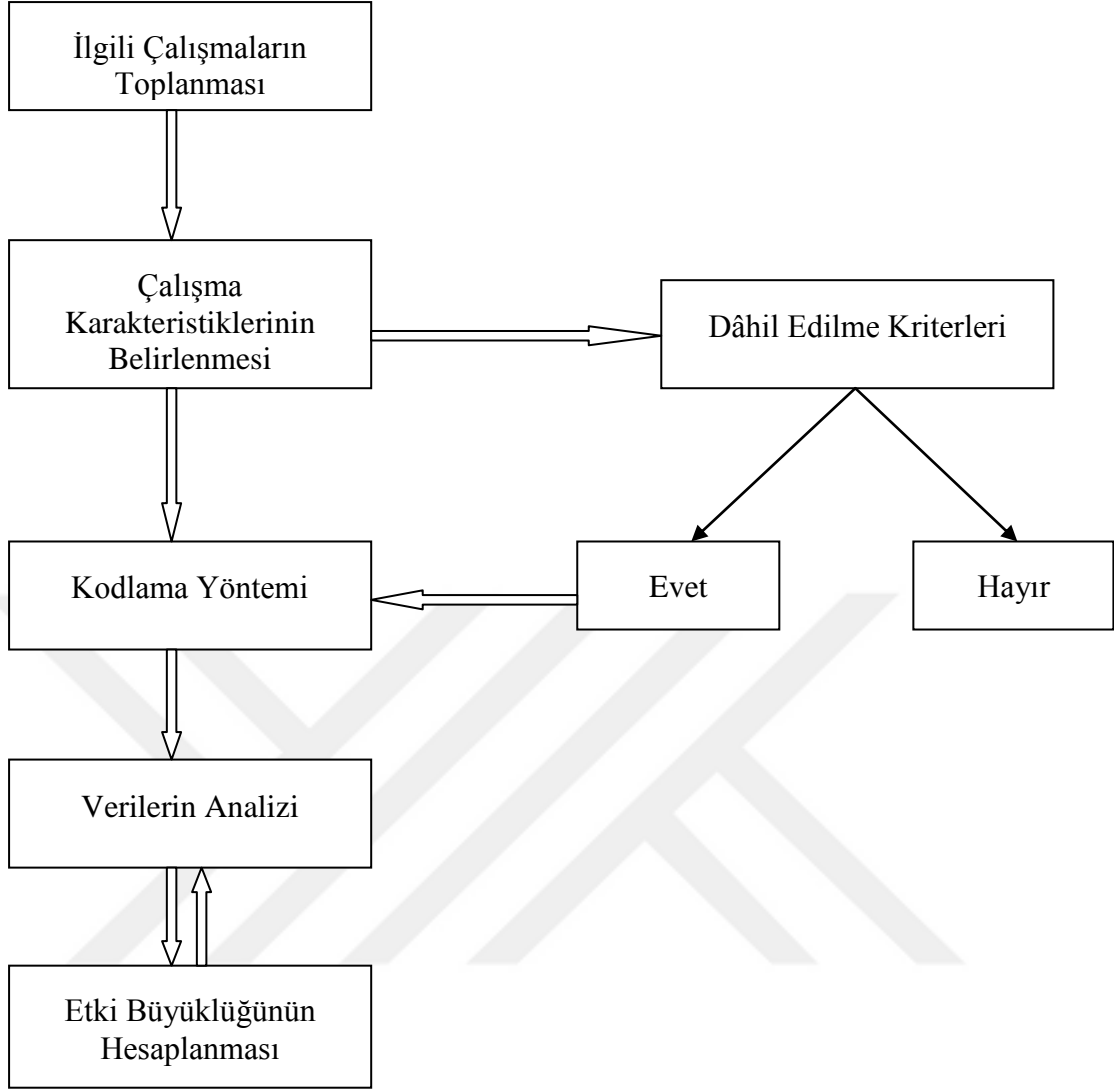 İlgili Çalışmaların
Toplanması
Çalışma
Karakteristiklerinin
Belirlenmesi
Dâhil Edilme Kriterleri
Kodlama Yöntemi
Evet
Hayır
Verilerin Analizi
Etki Büyüklüğünün
Hesaplanması